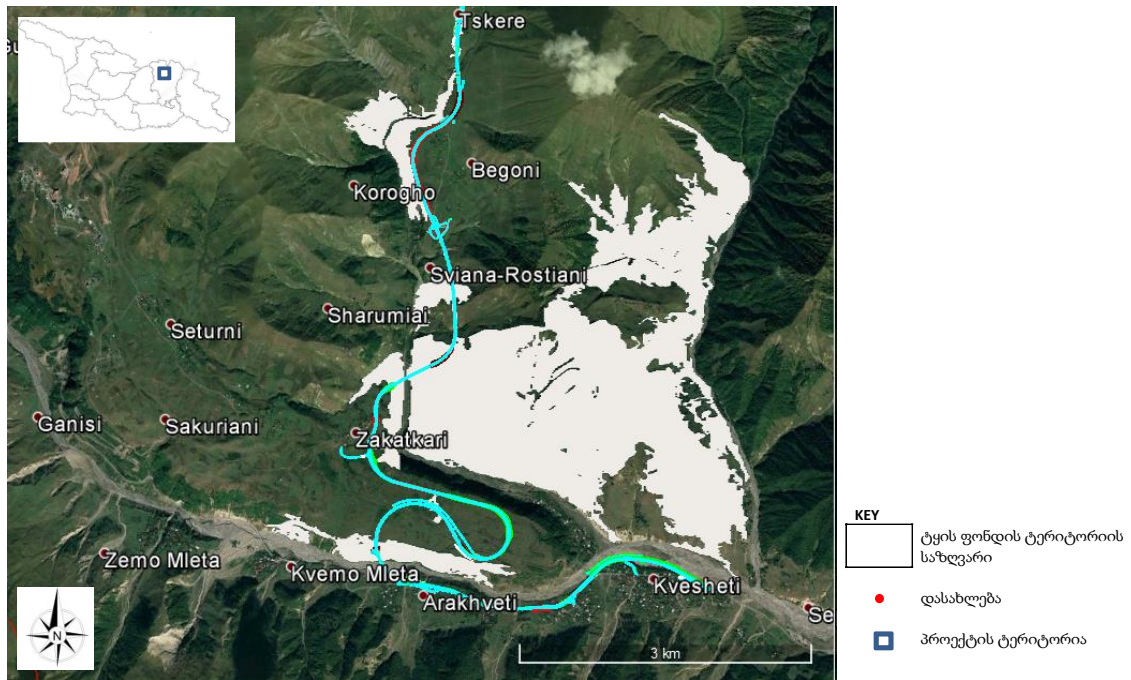 Tskere
Gu
Begoni
Korogho
Sviana-Rostiani
Sharumiai
Seturni
Ganisi
Sakuriani
Zakatkari
Zemo Mleta
Kvemo Mleta
Kvesheti
Arakhveti
Se
N
3 km
KEY
ტყის ფონდის ტერიტორიის
საზღვარი
დასახლება
პროექტის ტერიტორია